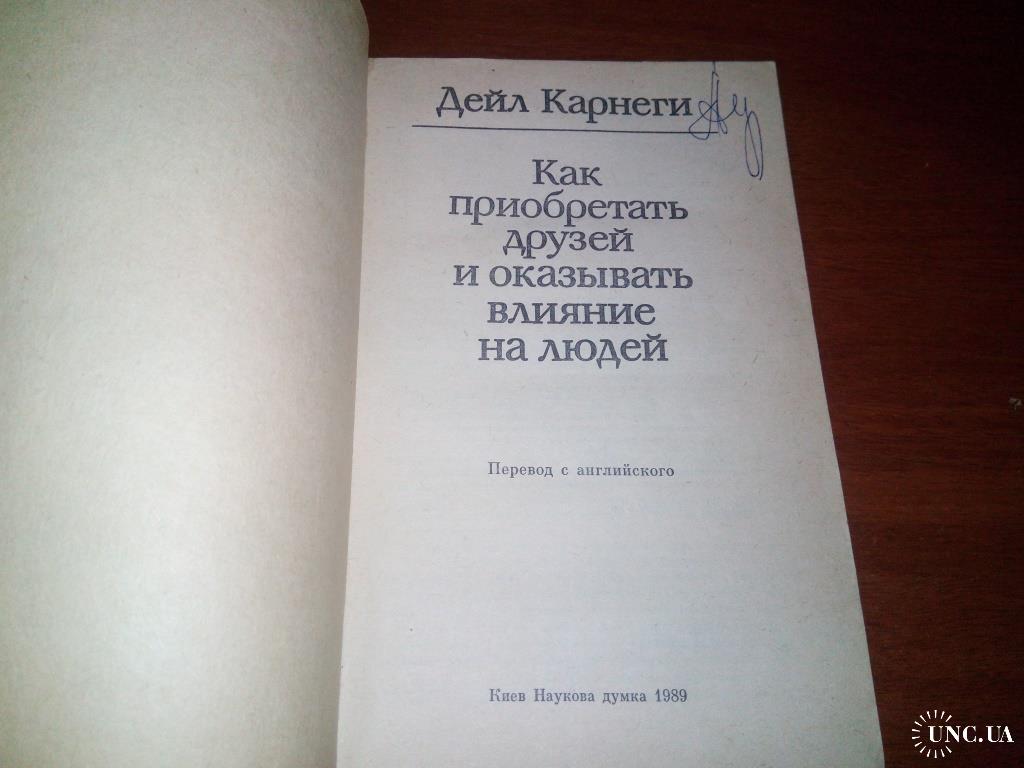 Дейл Карнеги
Как
приобретать
друзей
и оказывать
влияние
на людей
Перевод с английского
Киев Наукова думка 1989
UNC.UA